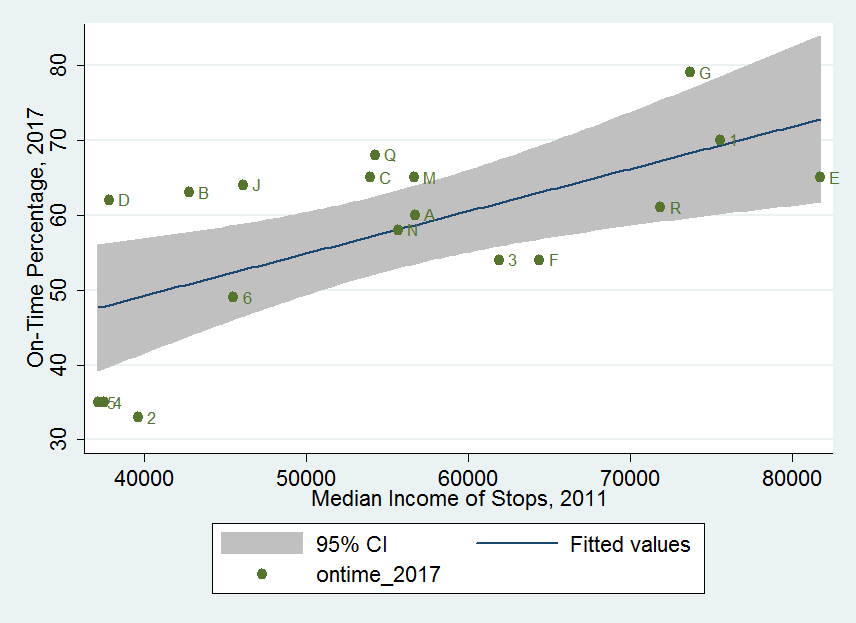 On-Time Percentage, 2017
80
70
60
50
40
30
G
1
Q
C
M
E
J
B
D
A
R
N
3
F
6
5
4
2
40000 50000 60000 70000 80000
Median Income of Stops, 2011
95% CI Fitted values
ontime_2017